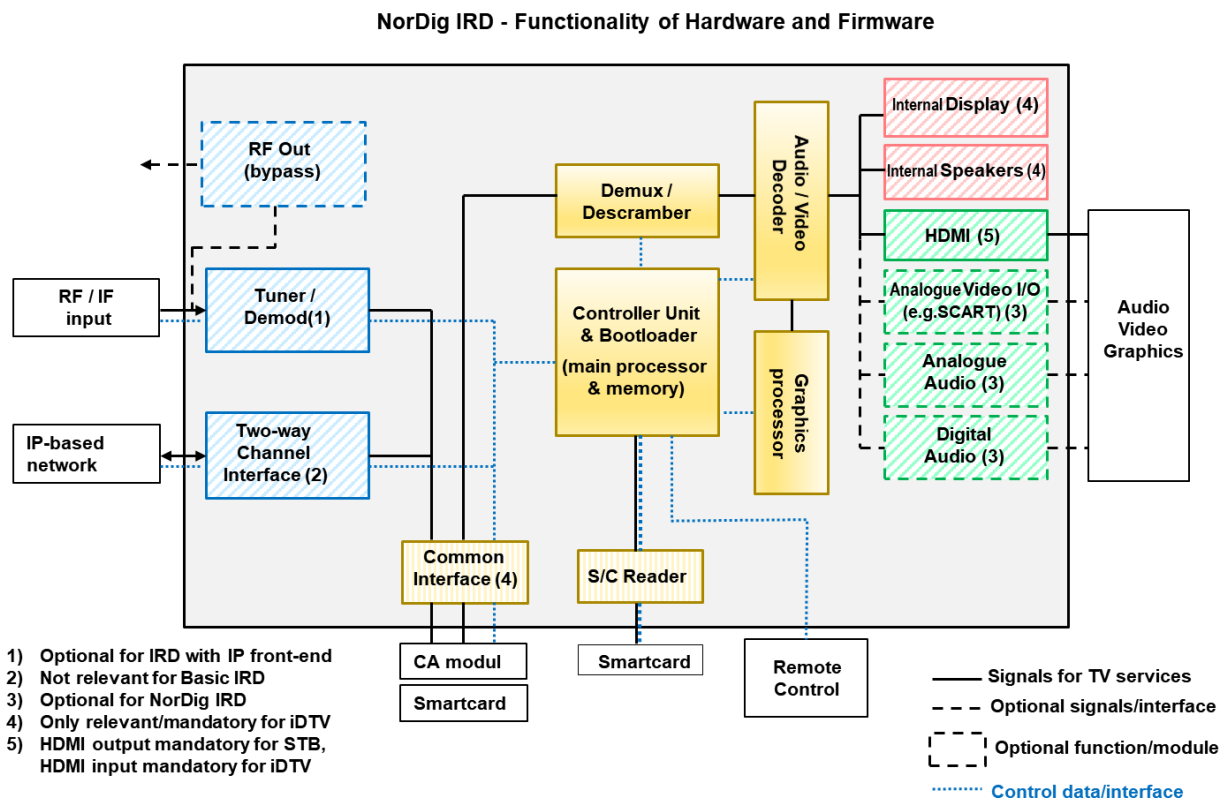 NorDig IRD - Functionality of Hardware and Firmware
RF Out
(bypass)
RF / IF
input
Tuner /
Demod(1)
IP-based
network
Two-way
Channel
Interface (2)
Common
Interface (4)
CA modul
Smartcard
Demux /
Descramber
Controller Unit
& Bootloader
(main processor
& memory)
S/C Reader
Smartcard
Remote
Control
Audio / Video
Decoder
Graphics
processor
Internal Display (4)
Internal Speakers (4)
HDMI (5)
Analogue Video I/O
(e.g.SCART) (3)
Analogue
Audio (3)
Digital
Audio (3)
Audio
Video
Graphics
1) Optional for IRD with IP front-end
2) Not relevant for Basic IRD
3) Optional for NorDig IRD
4) Only relevant/mandatory for iDTV
5) HDMI output mandatory for STB,
HDMI input mandatory for iDTV
Signals for TV services
Optional signals/interface
Optional function/module
Control data/interface